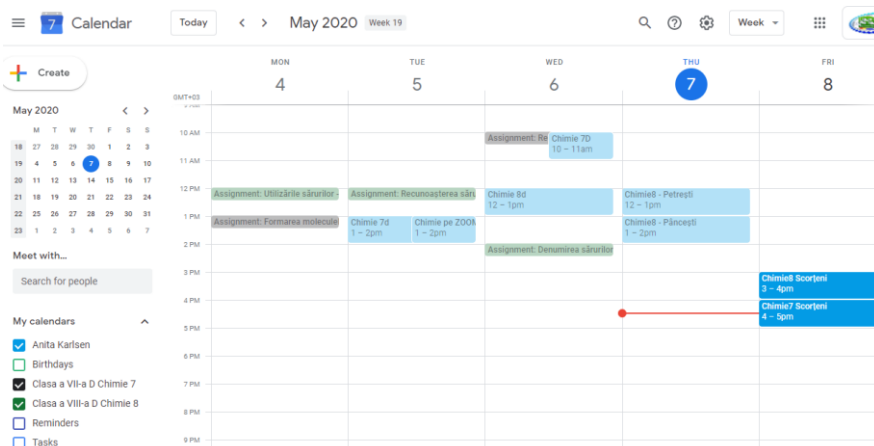 7 Calendar Today May 2020 Week 19 Week
Create
MON TUE WED THU FRI
4 5 6 7 8
GMT+03
May 2020
M T W T F S S
18 27 28 29 30 1 2 3
19 4 5 6 7 8 9 10
20 11 12 13 14 15 16 17
21 18 19 20 21 22 23 24
22 25 26 27 28 29 30 31
23 1 2 3 4 5 6 7
Meet with...
Search for people
My calendars
Anita Karlsen
Birthdays
Clasa a VII-a D Chimie 7
Clasa a VIII-a D Chimie 8
Reminders
Tasks
10 AM
Assignment: Re
Chimie 7D
10 – 11am
11 AM
12 PM
Assignment: Utilizările sărurilor -
Assignment: Recunoașterea săru
Chimie 8d
12 – 1pm
Chimie8 - Petrești
12 – 1pm
1 PM
Assignment: Formarea molecule
Chimie 7d
1 – 2pm
Chimie pe ZOOM
1 – 2pm
Chimie8 - Pâncești
1 – 2pm
2 PM
Assignment: Denumirea sărurilor
3 PM
Chimie8 Scorțeni
3 – 4pm
4 PM
Chimie7 Scorțeni
4 – 5pm
5 PM
6 PM
7 PM
8 PM
9 PM